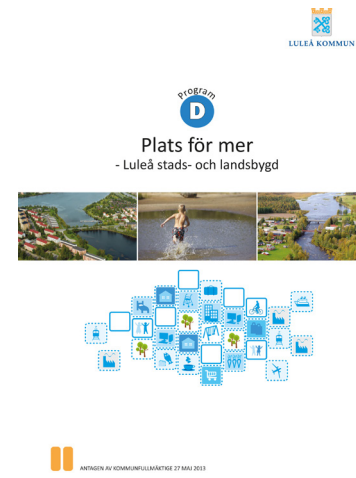 LULEÅ KOMMUN
Program
D
Plats för mer
- Luleå stads- och landsbygd
ANTAGEN AV KOMMUNFULLMÄKTIGE 27 MAJ 2013